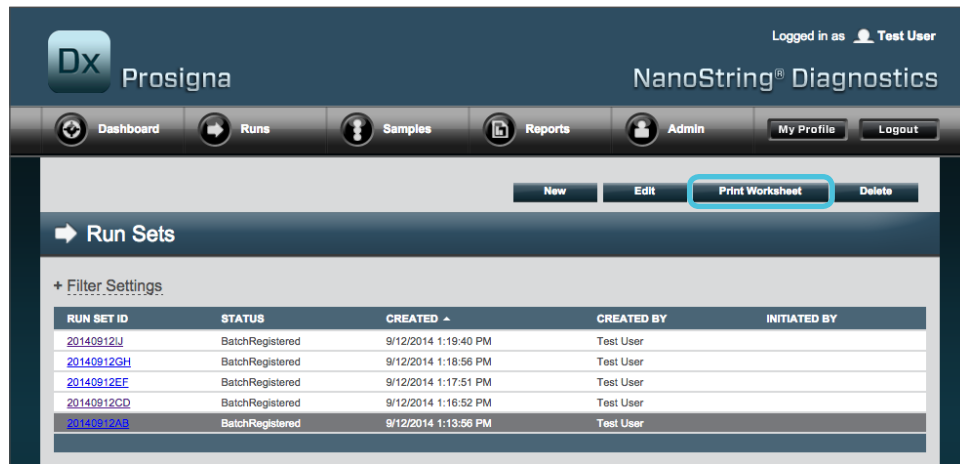 Logged in as Test User
Dx Prosigna NanoString® Diagnostics
Dashboard Runs Samples Reports Admin My Profile Logout
New Edit Print Worksheet Delete
Run Sets
+ Filter Settings
RUN SET ID STATUS CREATED CREATED BY INITIATED BY
20140912IJ BatchRegistered 9/12/2014 1:19:40 PM Test User
20140912GH BatchRegistered 9/12/2014 1:18:56 PM Test User
20140912EF BatchRegistered 9/12/2014 1:17:51 PM Test User
20140912CD BatchRegistered 9/12/2014 1:16:52 PM Test User
20140912AB BatchRegistered 9/12/2014 1:13:56 PM Test User